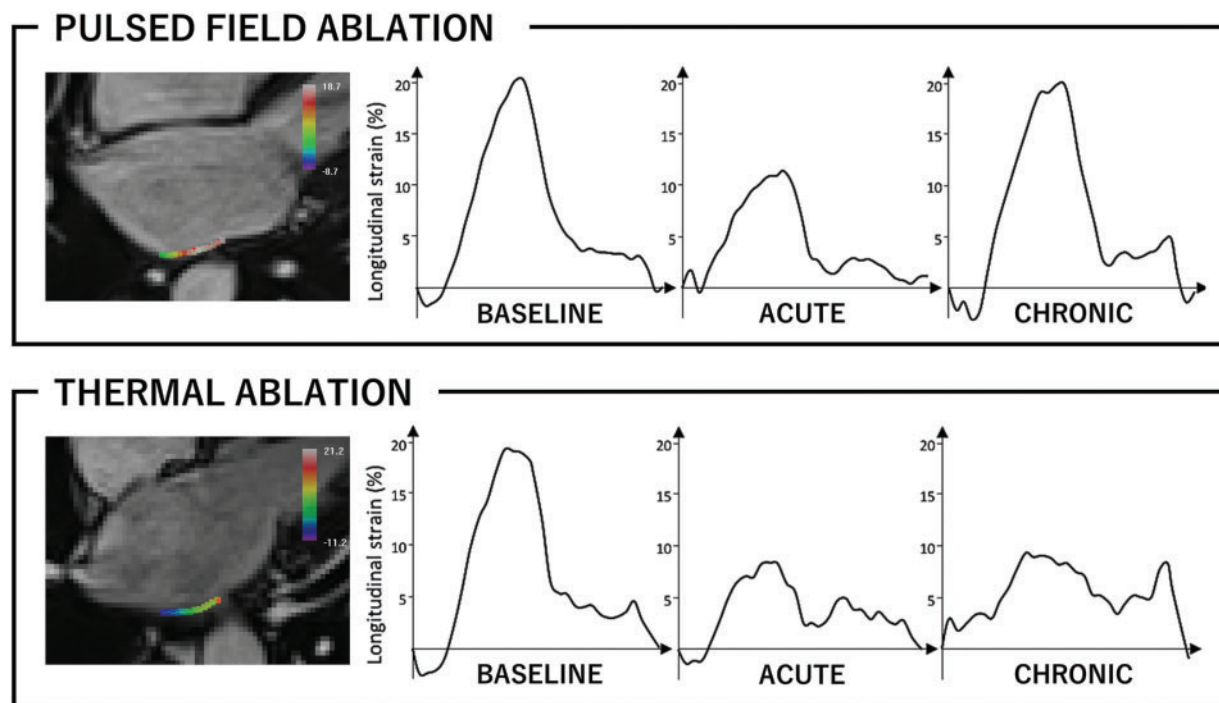 PULSED FIELD ABLATION
18.7
-8.7
Longitudinal strain (%)
20
15
10
5
BASELINE
20
15
10
5
ACUTE
20
15
10
5
CHRONIC
THERMAL ABLATION
21.2
-11.2
Longitudinal strain (%)
20
15
10
5
BASELINE
20
15
10
5
ACUTE
20
15
10
5
CHRONIC